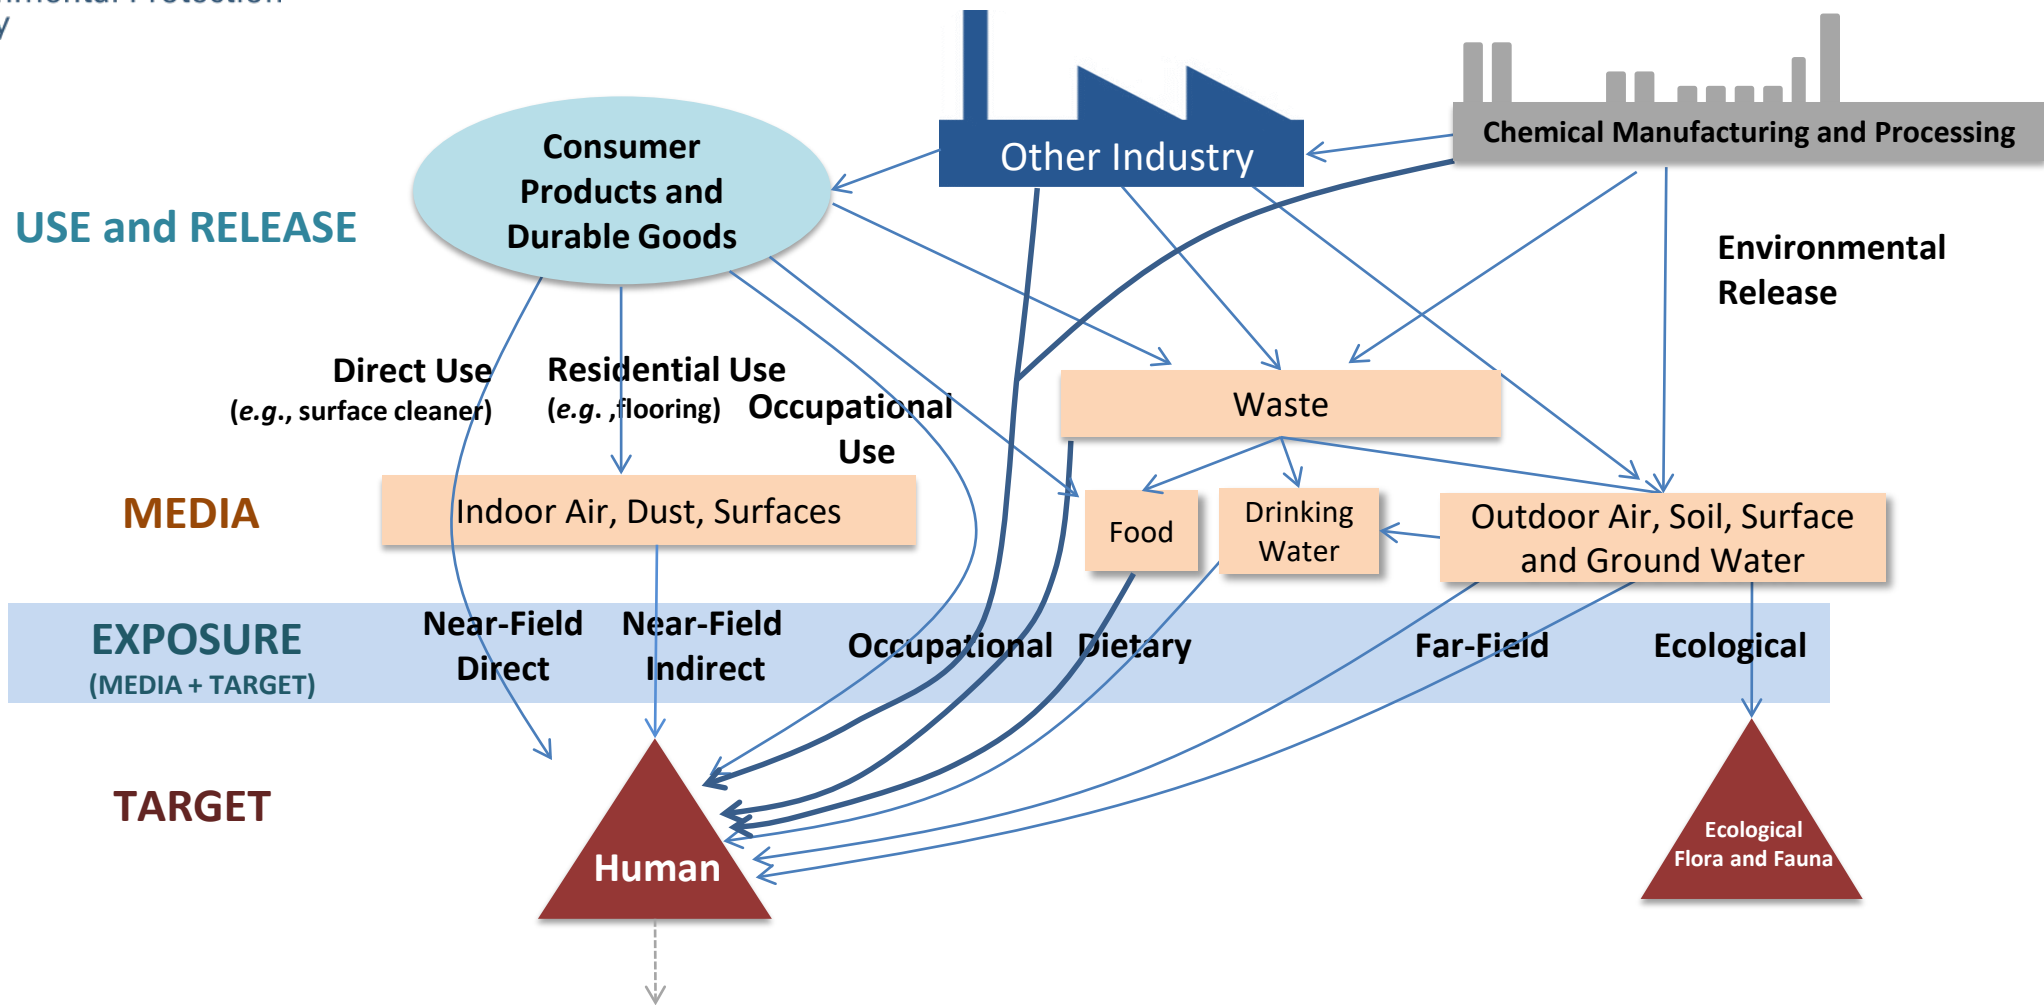 Protection
Consumer
Products and
Durable Goods
Other Industry
Chemical Manufacturing and Processing
USE and RELEASE
Environmental
Release
Direct Use
(e.g., surface cleaner)
Residential Use
(e.g. ,flooring)
Occupational
Use
Waste
MEDIA
Indoor Air, Dust, Surfaces
Food
Drinking
Water
Outdoor Air, Soil, Surface
and Ground Water
EXPOSURE
(MEDIA + TARGET)
Near-Field
Direct
Near-Field
Indirect
Occupational
Dietary
Far-Field
Ecological
TARGET
Human
Ecological
Flora and Fauna